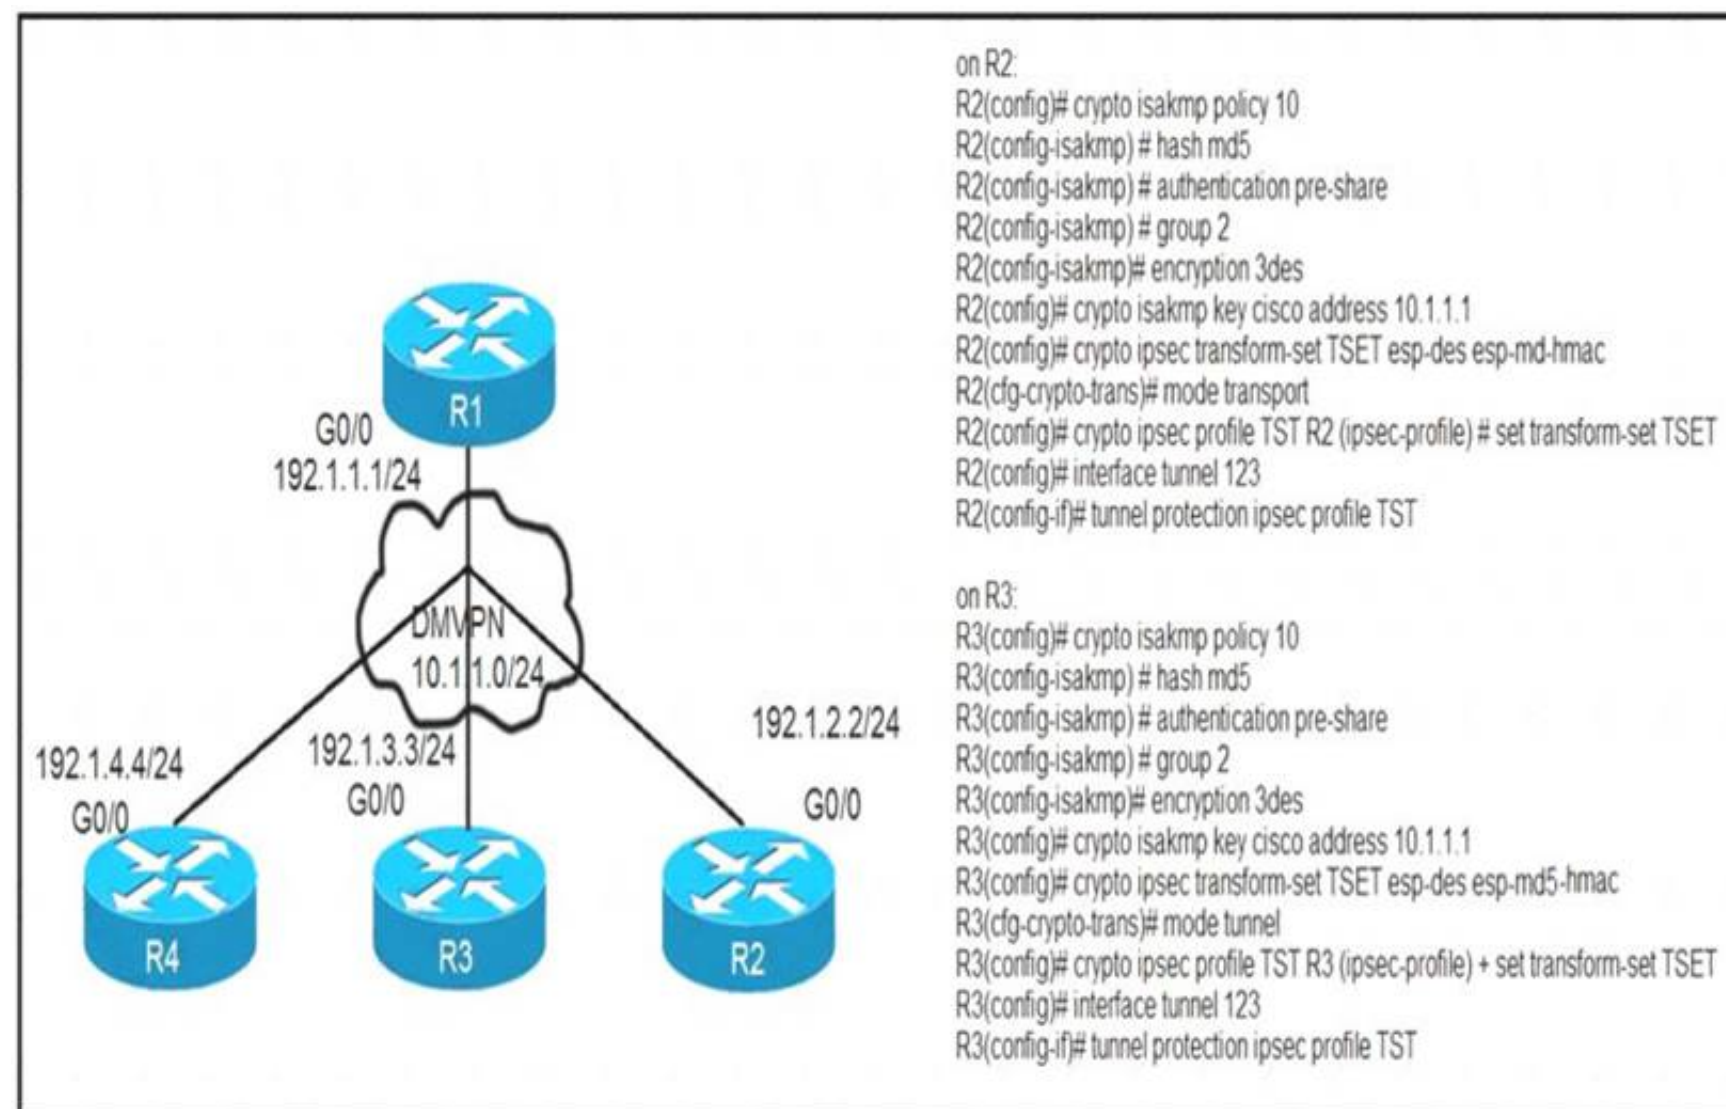 R1
G0/0
192.1.1.1/24
DMVPN
10.1.1.0/24
192.1.4.4/24
G0/0
192.1.3.3/24
G0/0
192.1.2.2/24
G0/0
R4
R3
R2
on R2:
R2(config)# crypto isakmp policy 10
R2(config-isakmp) # hash md5
R2(config-isakmp) # authentication pre-share
R2(config-isakmp) # group 2
R2(config-isakmp)# encryption 3des
R2(config)# crypto isakmp key cisco address 10.1.1.1
R2(config)# crypto ipsec transform-set TSET esp-des esp-md-hmac
R2(cfg-crypto-trans)# mode transport
R2(config)# crypto ipsec profile TST R2 (ipsec-profile) # set transform-set TSET
R2(config)# interface tunnel 123
R2(config-if)# tunnel protection ipsec profile TST
on R3:
R3(config)# crypto isakmp policy 10
R3(config-isakmp) # hash md5
R3(config-isakmp) # authentication pre-share
R3(config-isakmp) # group 2
R3(config-isakmp)# encryption 3des
R3(config)# crypto isakmp key cisco address 10.1.1.1
R3(config)# crypto ipsec transform-set TSET esp-des esp-md5-hmac
R3(cfg-crypto-trans)# mode tunnel
R3(config)# crypto ipsec profile TST R3 (ipsec-profile) + set transform-set TSET
R3(config)# interface tunnel 123
R3(config-if)# tunnel protection ipsec profile TST